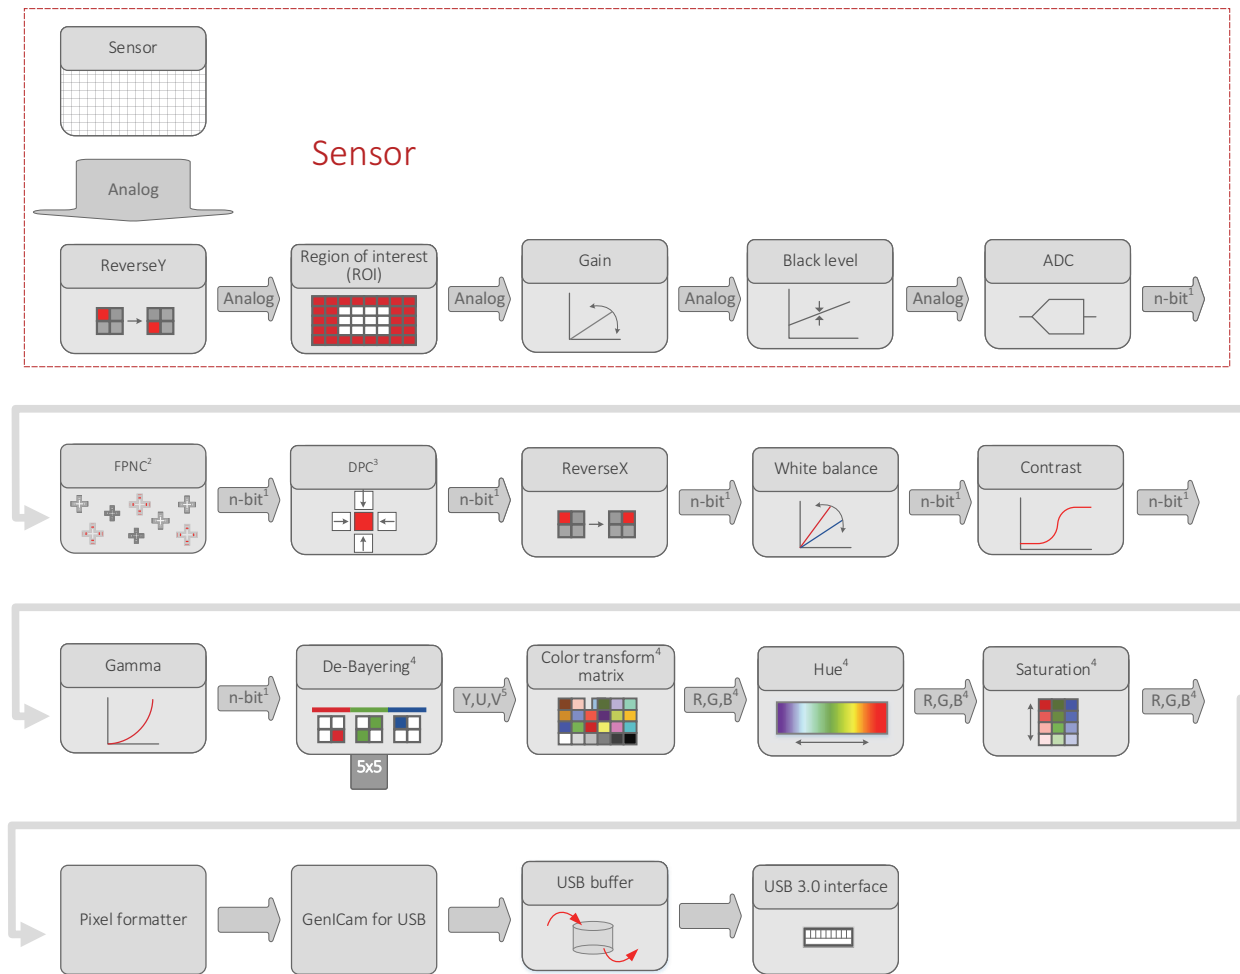 Sensor
Sensor
Analog
ReverseY
Analog
Region of interest
(ROI)
Analog
Gain
Analog
Black level
Analog
ADC
n-bit¹
FPNC²
n-bit¹
DPC³
n-bit¹
ReverseX
n-bit¹
White balance
n-bit¹
Contrast
n-bit¹
Gamma
n-bit¹
De-Bayering⁴
5x5
Y,U,V⁵
Color transform⁴
matrix
R,G,B⁴
Hue⁴
R,G,B⁴
Saturation⁴
R,G,B⁴
Pixel formatter
GenICam for USB
USB buffer
USB 3.0 interface